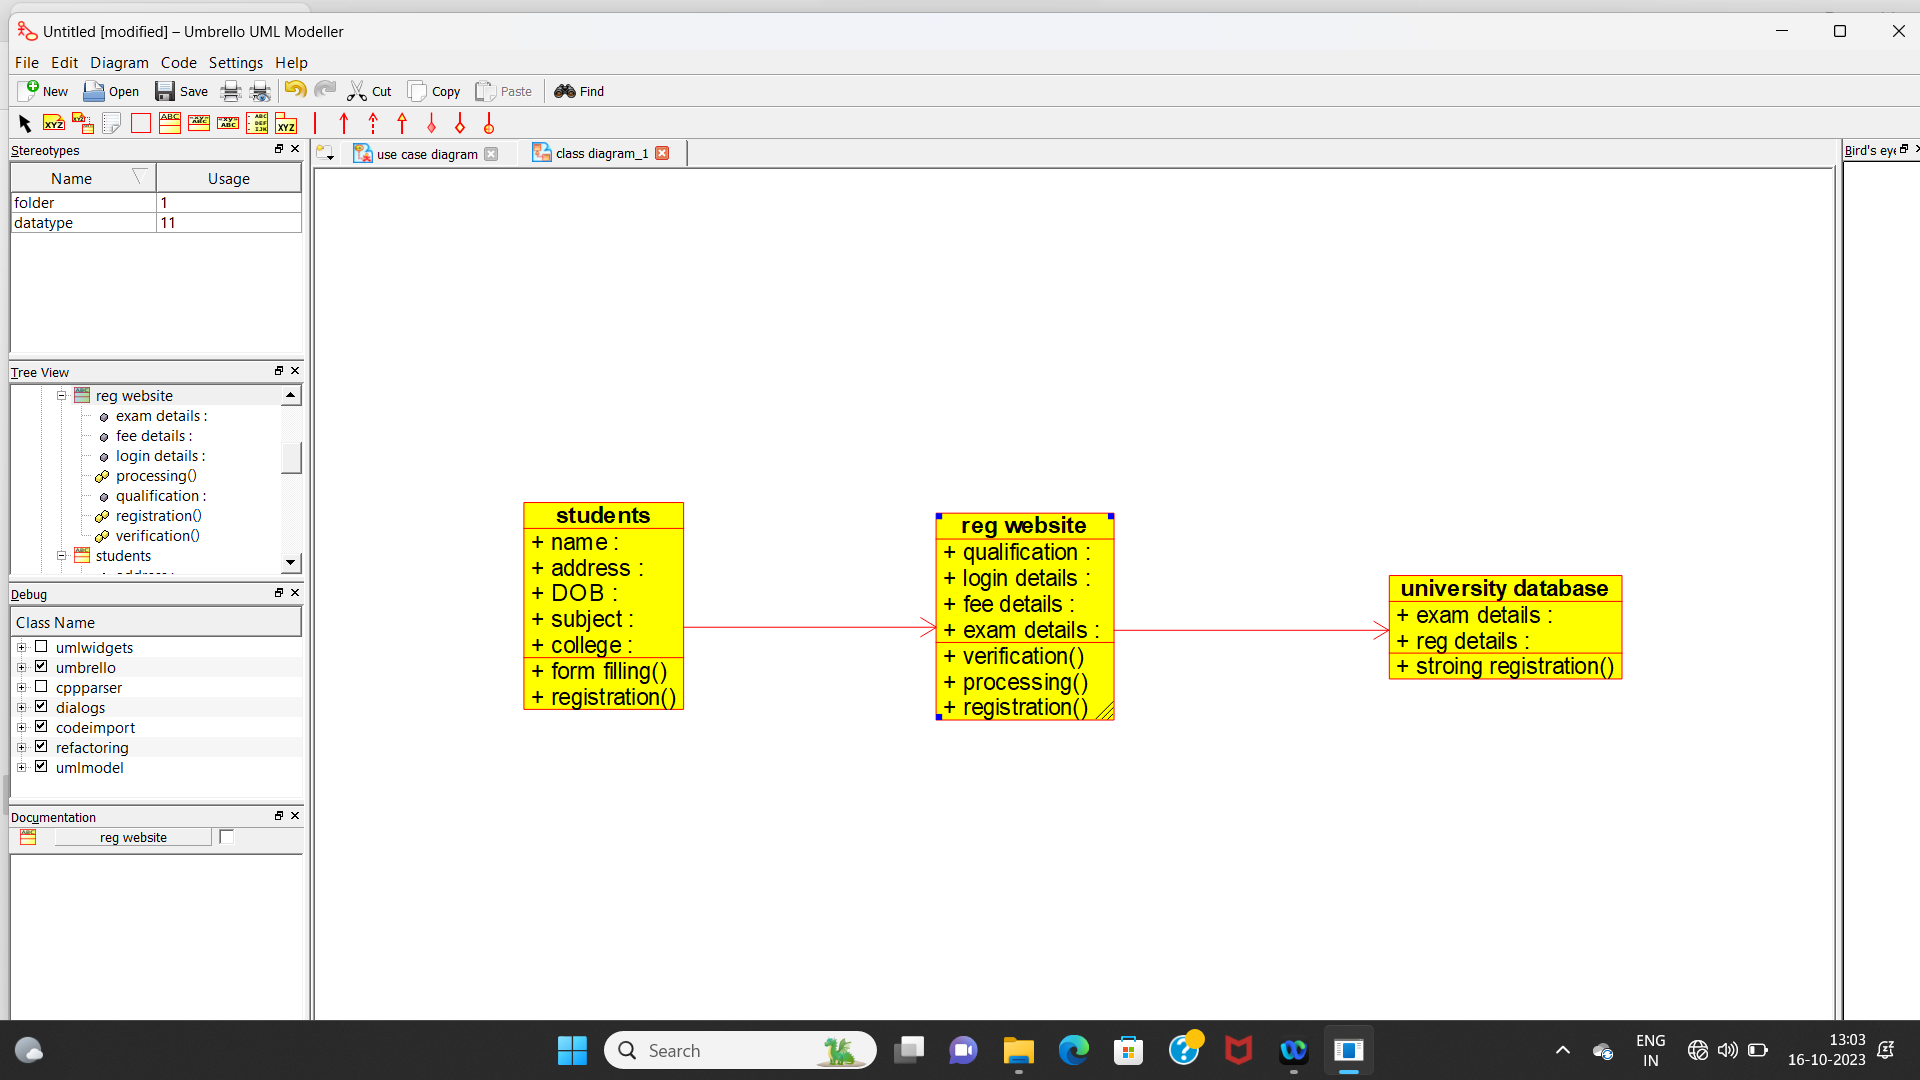 Untitled [modified] – Umbrello UML Modeller
File Edit Diagram Code Settings Help
New Open Save Cut Copy Paste Find
Stereotypes
use case diagram
class diagram_1
Bird's eye
Name Usage
folder 1
datatype 11
Tree View
reg website
exam details :
fee details :
login details :
processing()
qualification :
registration()
verification()
students
Debug
Class Name
umlwidgets
umbrello
cppparser
dialogs
codeimport
refactoring
umlmodel
Documentation
reg website
students
+ name :
+ address :
+ DOB :
+ subject :
+ college :
+ form filling()
+ registration()
reg website
+ qualification :
+ login details :
+ fee details :
+ exam details :
+ verification()
+ processing()
+ registration()
university database
+ exam details :
+ reg details :
+ stroing registration()
Search
ENG
IN
13:03
16-10-2023